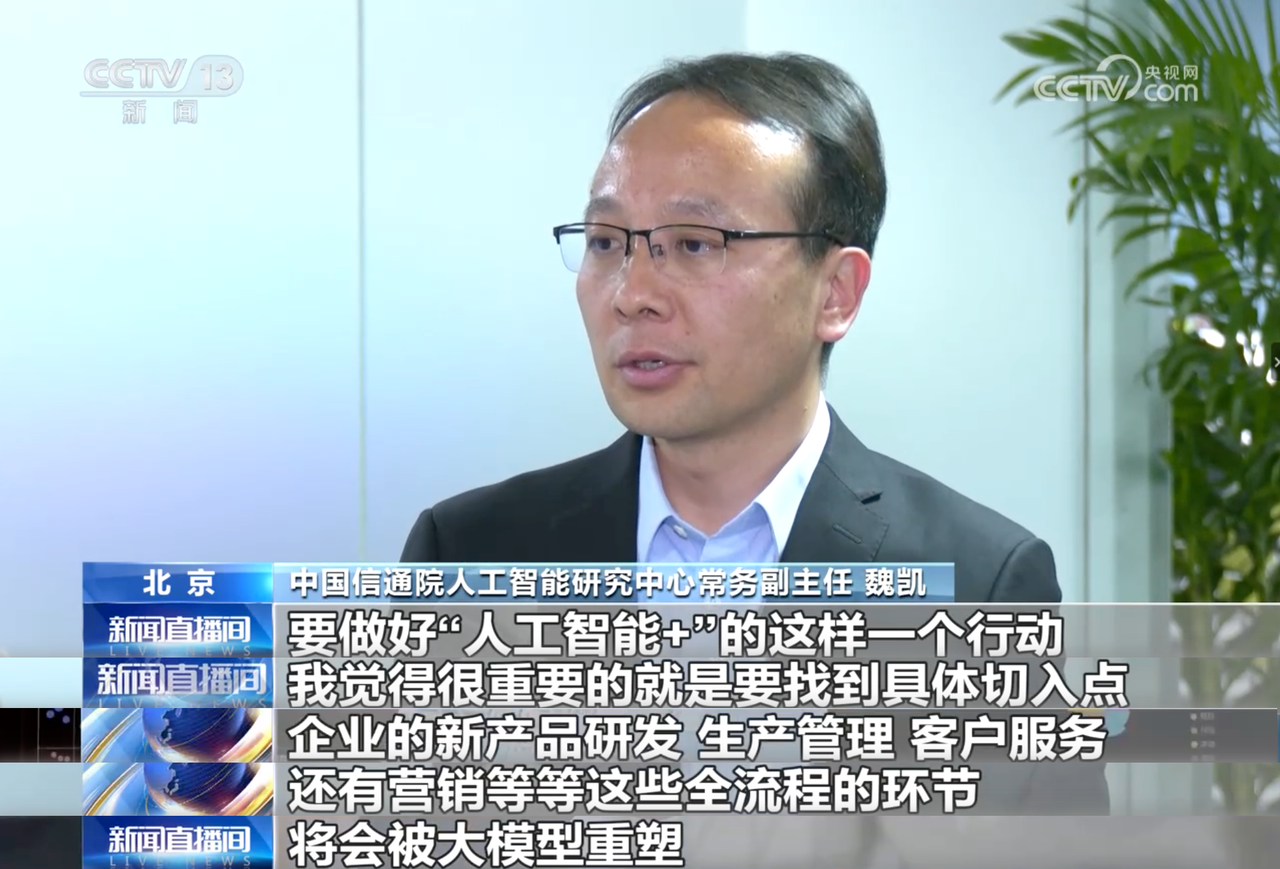 CCTV 13
新闻
央视网
CCTV com
北京
中国信通院人工智能研究中心常务副主任 魏凯
新闻直播间
LIVE NEWS
要做好“人工智能+”的这样一个行动
新闻直播间
我觉得很重要的就是要找到具体切入点
企业的新产品研发 生产管理 客户服务
还有营销等等这些全流程的环节
新闻直播间
LIVE NEWS
将会被大模型重塑